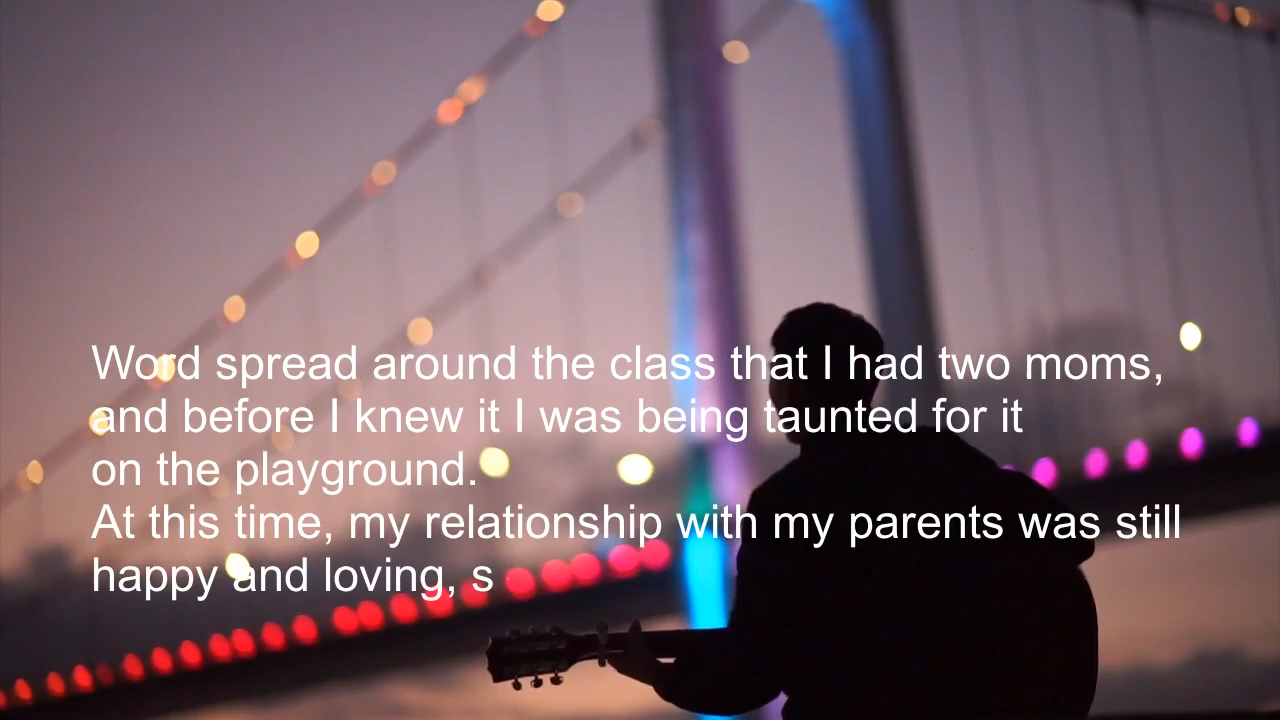 Word spread around the class that I had two moms,
and before I knew it I was being taunted for it
on the playground.
At this time, my relationship with my parents was still
happy and loving, s